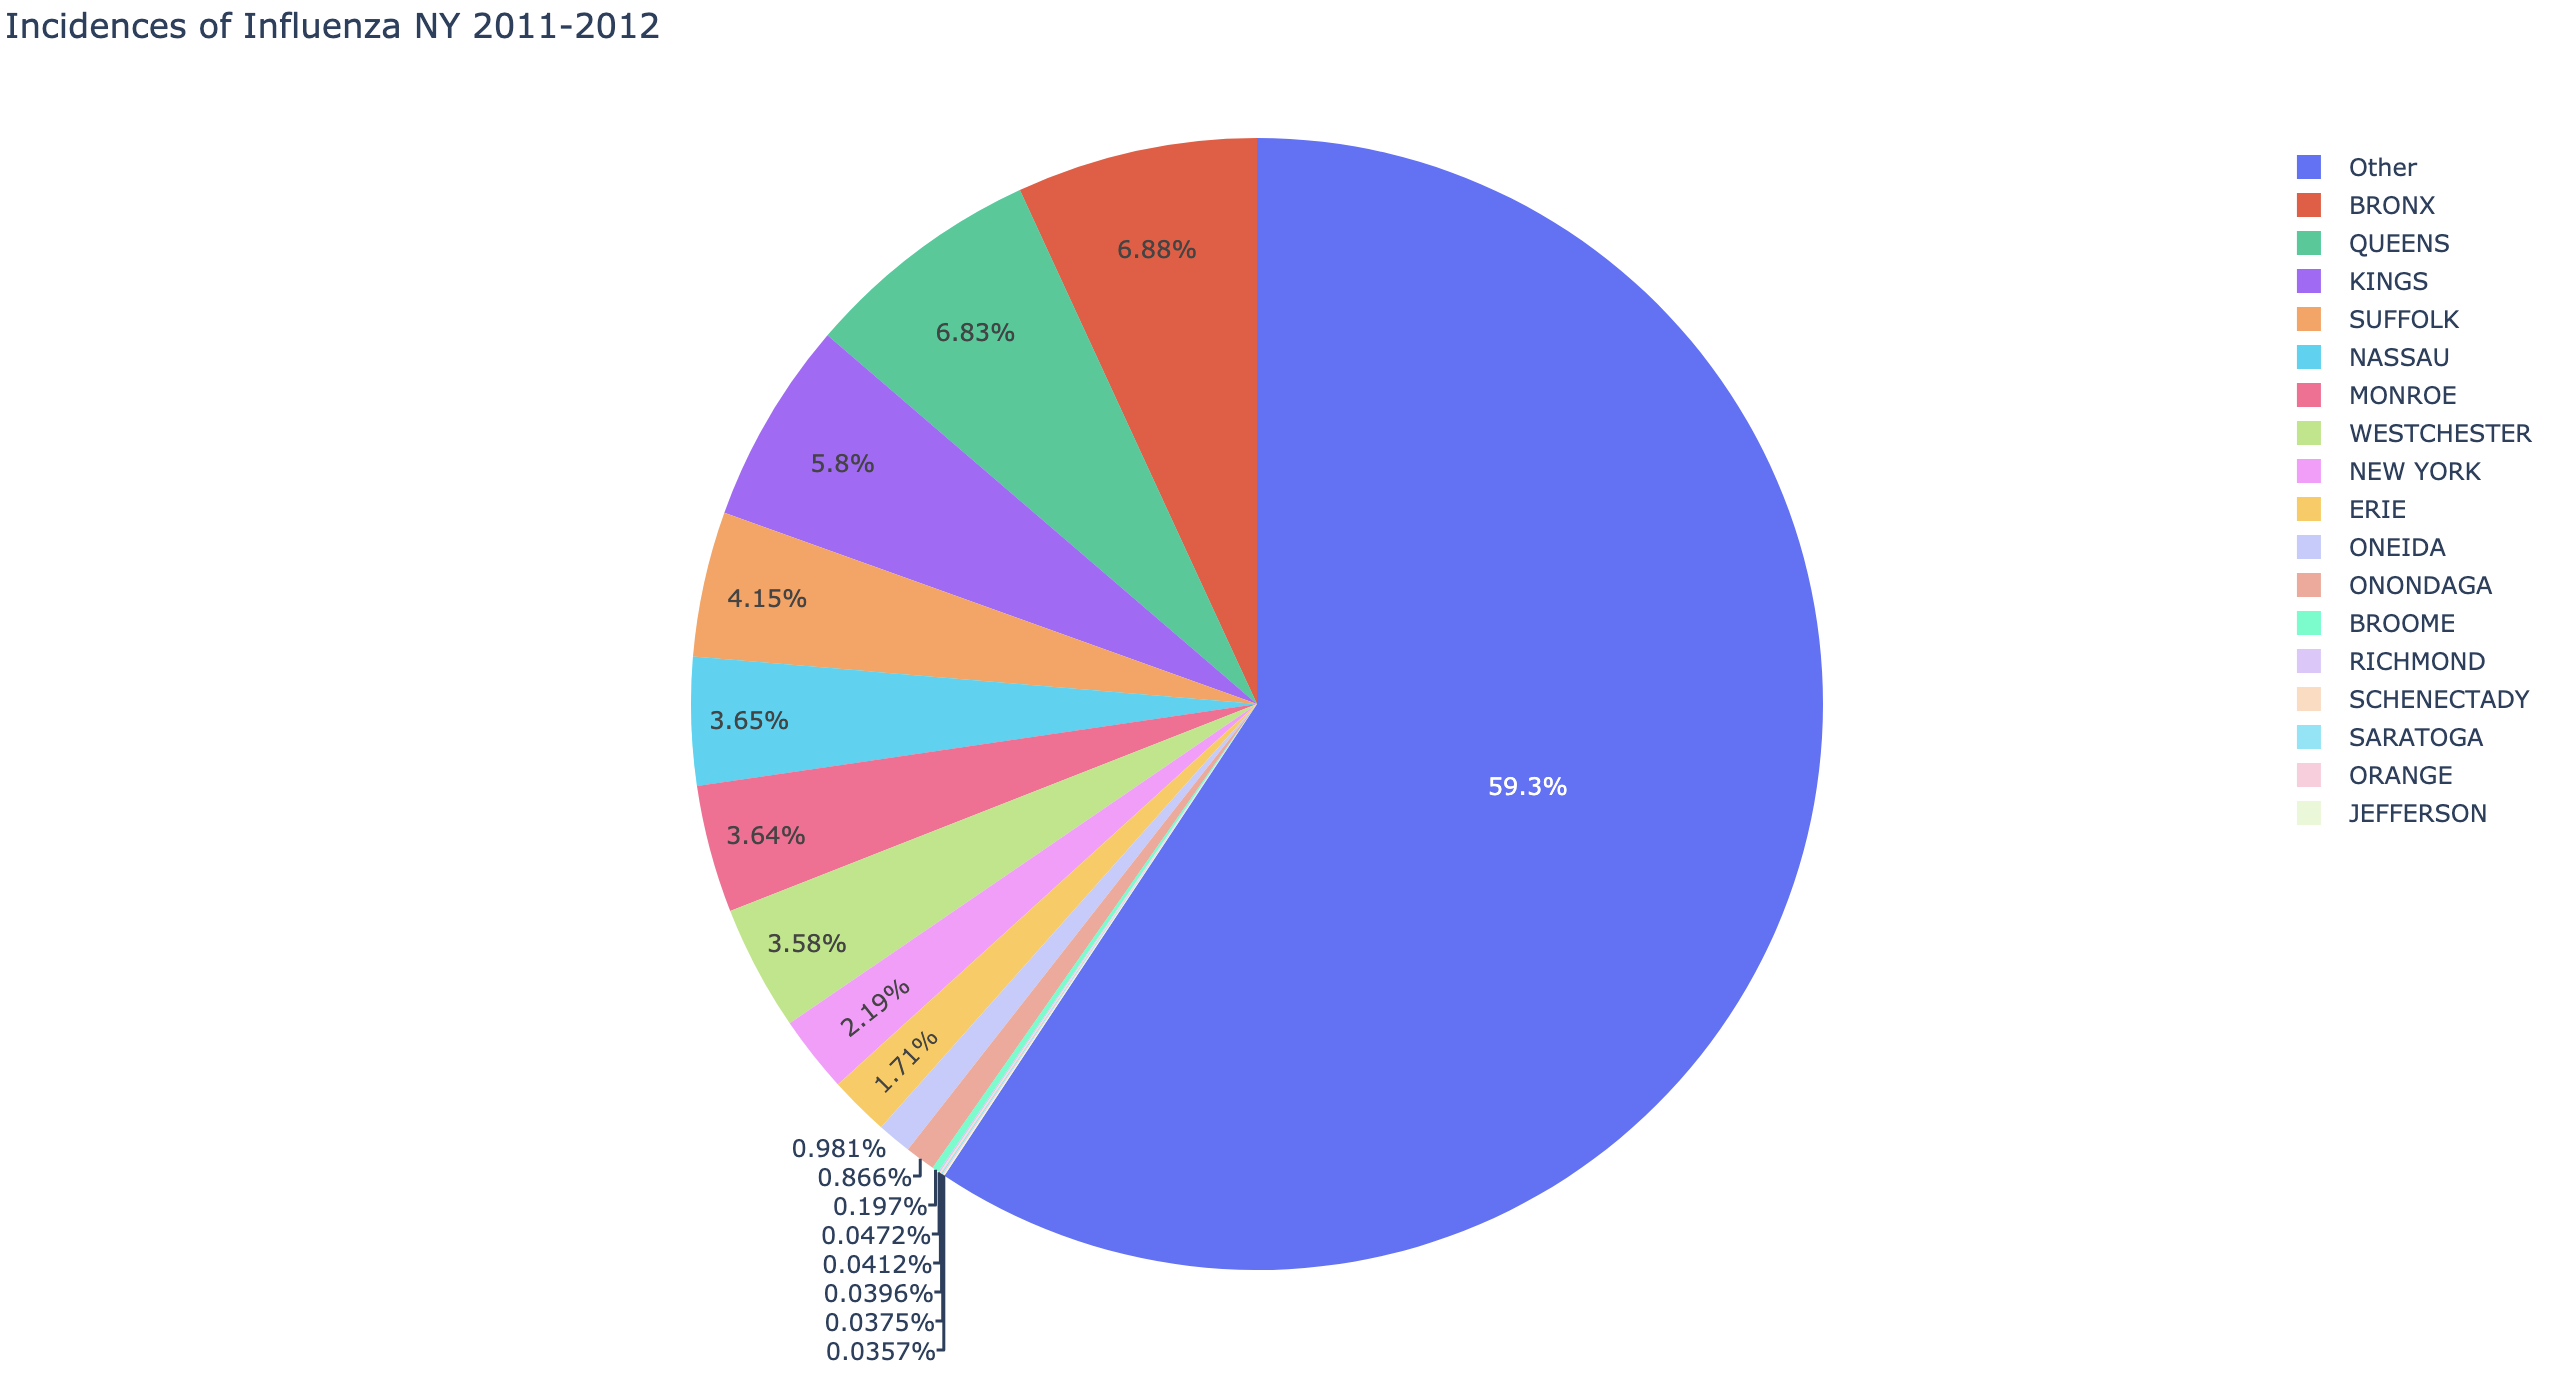 Incidences of Influenza NY 2011-2012
6.88%
6.83%
5.8%
4.15%
3.65%
3.64%
3.58%
2.19%
1.71%
0.981%
0.866%
0.197%
0.0472%
0.0412%
0.0396%
0.0375%
0.0357%
59.3%
Other
BRONX
QUEENS
KINGS
SUFFOLK
NASSAU
MONROE
WESTCHESTER
NEW YORK
ERIE
ONEIDA
ONONDAGA
BROOME
RICHMOND
SCHENECTADY
SARATOGA
ORANGE
JEFFERSON